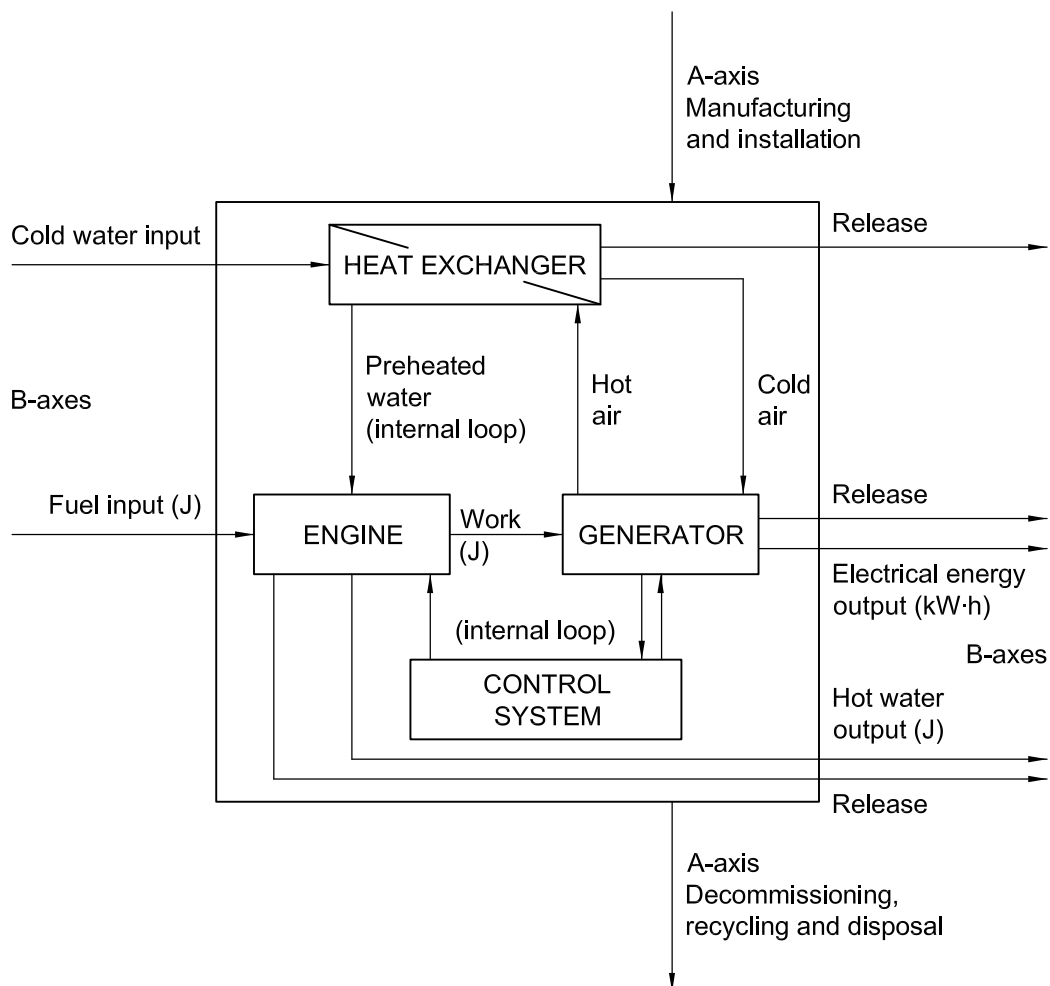 A-axis
Manufacturing
and installation
Cold water input
Release
HEAT EXCHANGER
Preheated
water
(internal loop)
Hot
air
Cold
air
B-axes
Fuel input (J)
ENGINE
Work
(J)
GENERATOR
Release
Electrical energy
output (kW·h)
(internal loop)
B-axes
CONTROL
SYSTEM
Hot water
output (J)
Release
A-axis
Decommissioning,
recycling and disposal